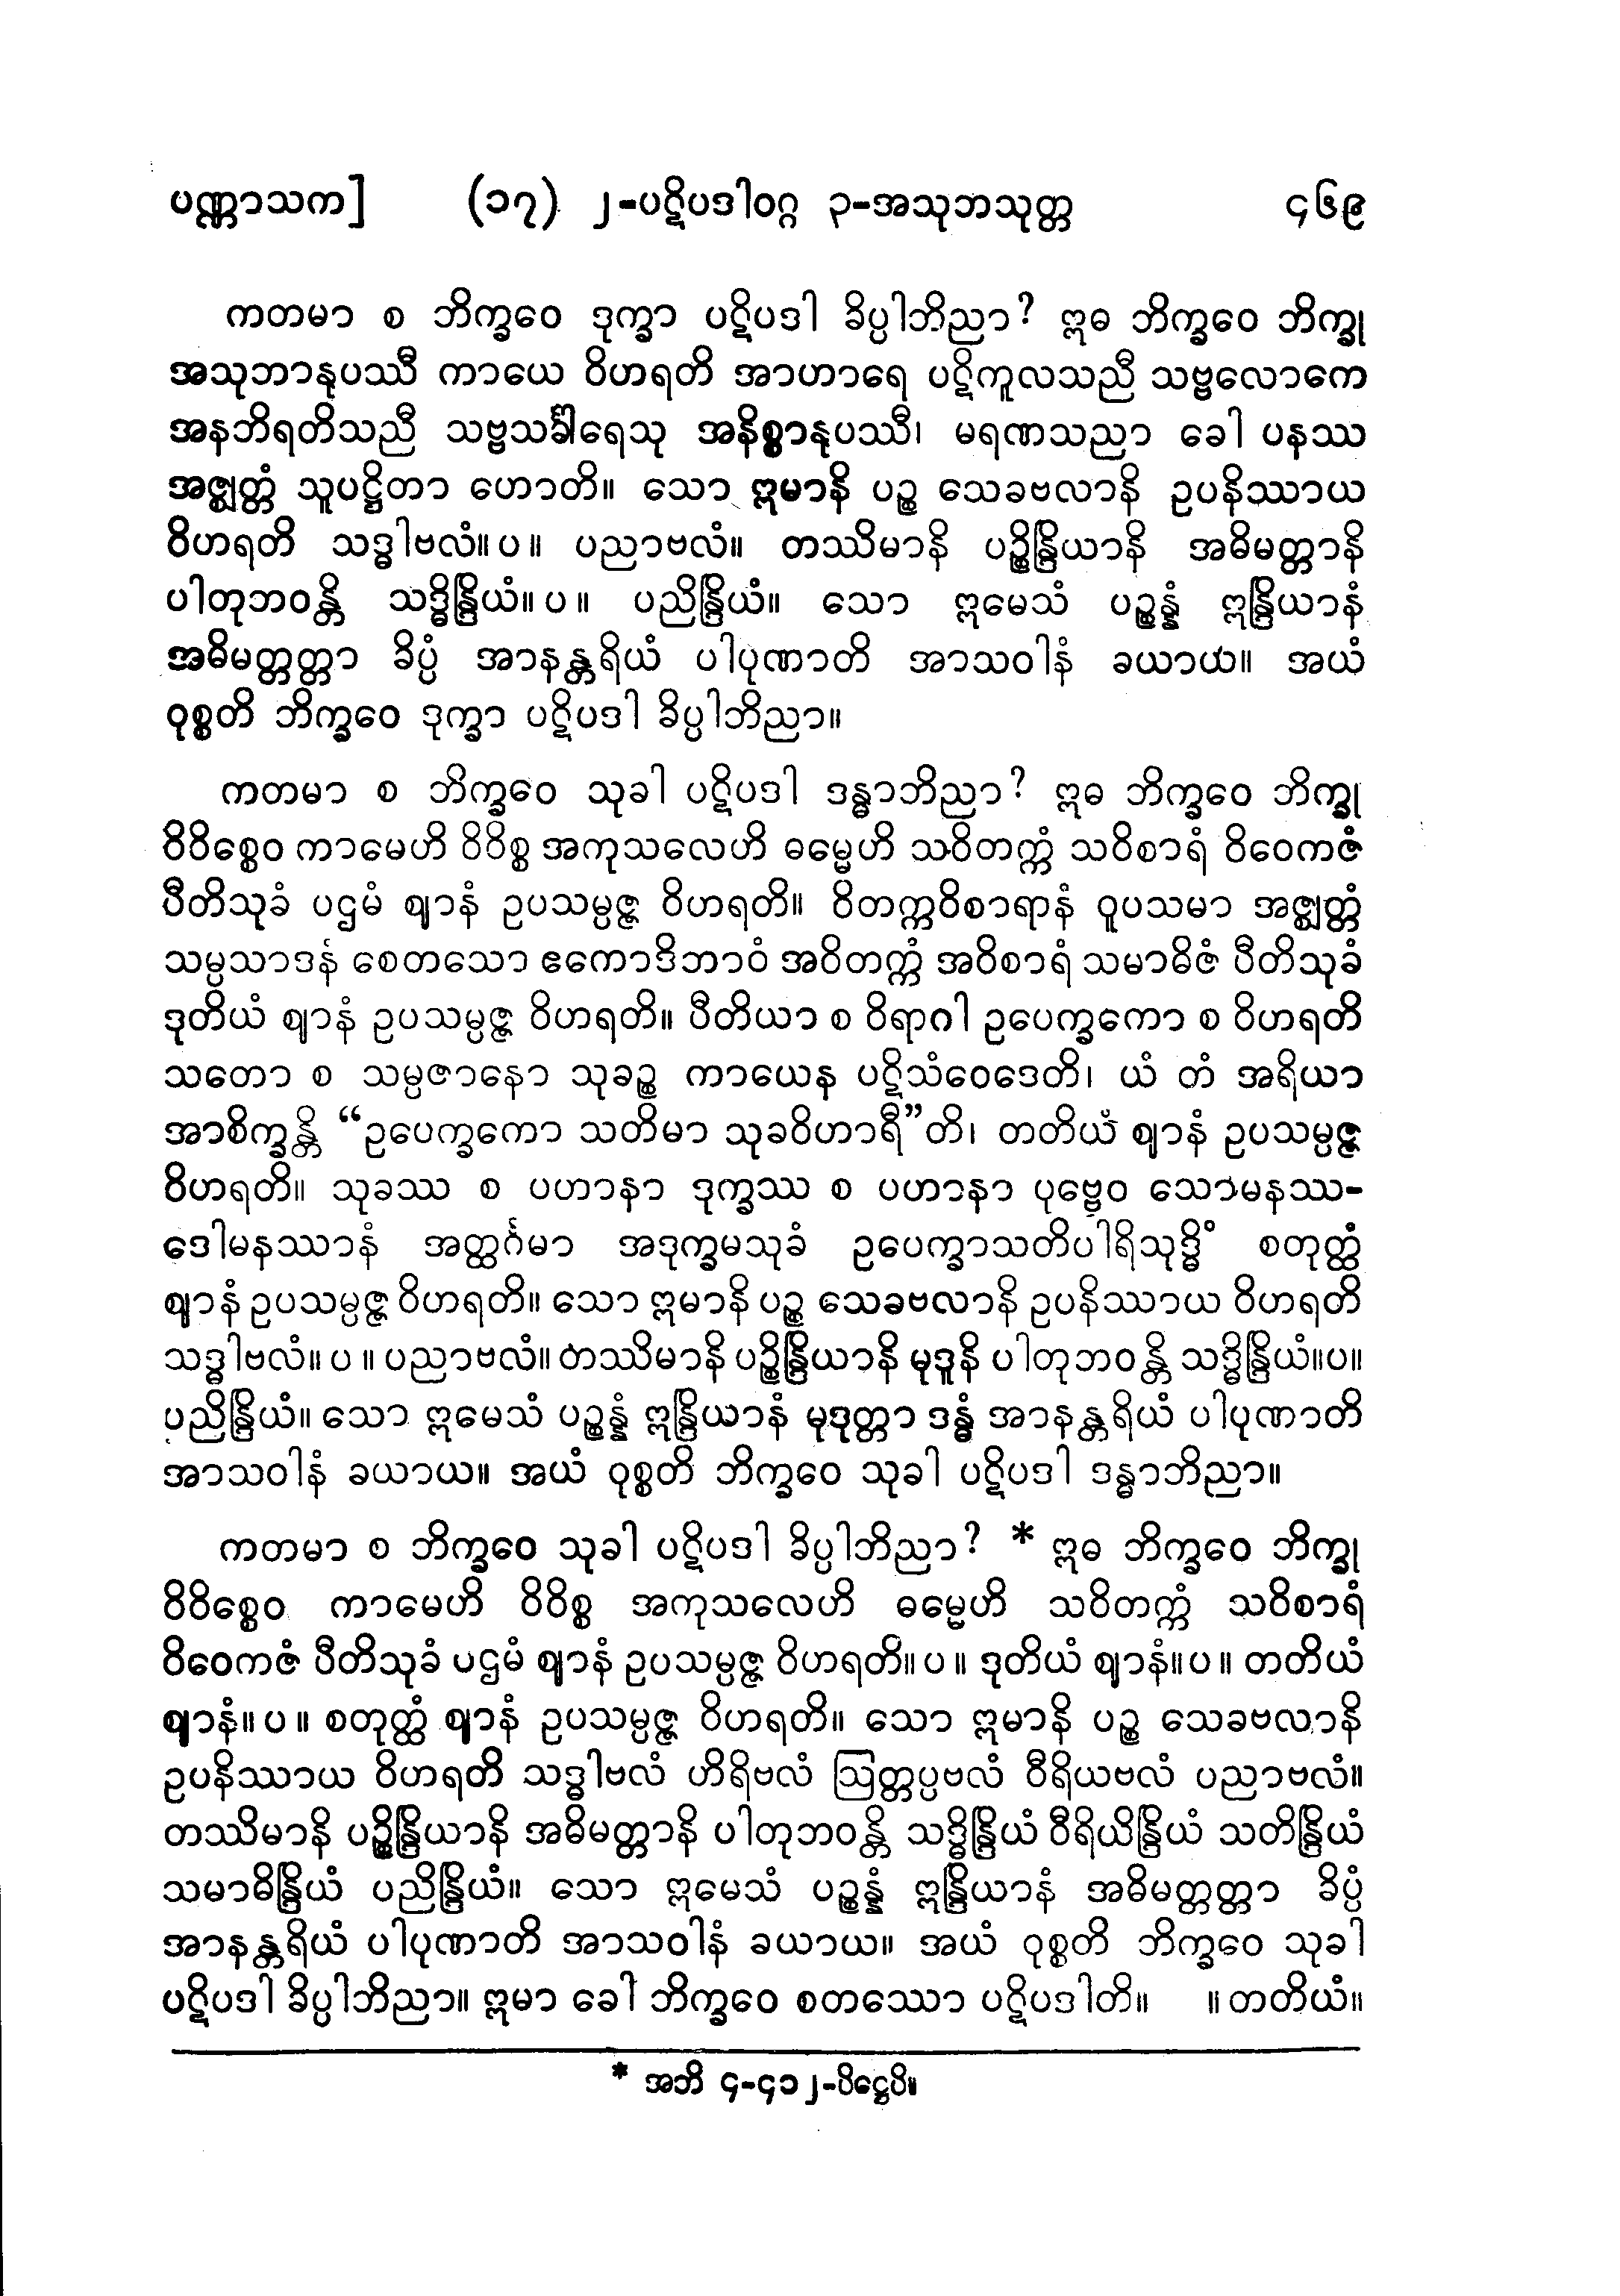 ပဏ္ဏာသက]	(၁၇) ၂-ပဋိပဒါဝဂ္ဂ ၃-အသုဘသုတ္တ	၄၆၉
ကတမာ စ ဘိက္ခဝေ ဒုက္ခာ ပဋိပဒါ ခိပ္ပါဘိညာ? ဣဓ ဘိက္ခဝေ ဘိက္ခု
အသုဘာနုပဿီ ကာယေ ဝိဟရတိ အာဟာရေ ပဋိကူလသညီ သဗ္ဗလောကေ
အနဘိရတိသညီ သဗ္ဗသင်္ခါရေသု အနိစ္စာနုပဿီ၊ မရဏသညာ ခေါ ပနဿ
အဇ္ဈတ္တံ သူပဋ္ဌိတာ ဟောတိ။ သော ဣမာနိ ပဉ္စ သေခဗလာနိ ဥပနိဿာယ
ဝိဟရတိ သဒ္ဓါဗလံ။ပ။ ပညာဗလံ။ တဿိမာနိ ပဉ္စိန္ဒြိယာနိ အဓိမတ္တာနိ
ပါတုဘဝန္တိ သဒ္ဓိန္ဒြိယံ။ပ။ ပညိန္ဒြိယံ။ သော ဣမေသံ ပဉ္စန္နံ ဣန္ဒြိယာနံ
အဓိမတ္တတ္တာ ခိပ္ပံ အာနန္တရိယံ ပါပုဏာတိ အာသဝါနံ ခယာယ။ အယံ
ဝုစ္စတိ ဘိက္ခဝေ ဒုက္ခာ ပဋိပဒါ ခိပ္ပါဘိညာ။
ကတမာ စ ဘိက္ခဝေ သုခါ ပဋိပဒါ ဒန္ဓာဘိညာ? ဣဓ ဘိက္ခဝေ ဘိက္ခု
ဝိဝိစ္စေဝ ကာမေဟိ ဝိဝိစ္စ အကုသလေဟိ ဓမ္မေဟိ သဝိတက္ကံ သဝိစာရံ ဝိဝေကဇံ
ပီတိသုခံ ပဌမံ ဈာနံ ဥပသမ္ပဇ္ဇ ဝိဟရတိ။ ဝိတက္ကဝိစာရာနံ ဝူပသမာ အဇ္ဈတ္တံ
သမ္ပသာဒနံ စေတသော ဧကောဒိဘာဝံ အဝိတက္ကံ အဝိစာရံ သမာဓိဇံ ပီတိသုခံ
ဒုတိယံ ဈာနံ ဥပသမ္ပဇ္ဇ ဝိဟရတိ။ ပီတိယာ စ ဝိရာဂါ ဥပေက္ခကော စ ဝိဟရတိ
သတော စ သမ္ပဇာနော သုခဉ္စ ကာယေန ပဋိသံဝေဒေတိ၊ ယံ တံ အရိယာ
အာစိက္ခန္တိ “ဥပေက္ခကော သတိမာ သုခဝိဟာရီ”တိ၊ တတိယံ ဈာနံ ဥပသမ္ပဇ္ဇ
ဝိဟရတိ။ သုခဿ စ ပဟာနာ ဒုက္ခဿ စ ပဟာနာ ပုဗ္ဗေဝ သောမနဿ-
ဒေါမနဿာနံ အတ္ထင်္ဂမာ အဒုက္ခမသုခံ ဥပေက္ခာသတိပါရိသုဒ္ဓိံ စတုတ္ထံ
ဈာနံ ဥပသမ္ပဇ္ဇ ဝိဟရတိ။ သော ဣမာနိ ပဉ္စ သေခဗလာနိ ဥပနိဿာယ ဝိဟရတိ
သဒ္ဓါဗလံ။ပ။ ပညာဗလံ။ တဿိမာနိ ပဉ္စိန္ဒြိယာနိ မုဒူနိ ပါတုဘဝန္တိ သဒ္ဓိန္ဒြိယံ။ပ။
ပညိန္ဒြိယံ။ သော ဣမေသံ ပဉ္စန္နံ ဣန္ဒြိယာနံ မုဒုတ္တာ ဒန္ဓံ အာနန္တရိယံ ပါပုဏာတိ
အာသဝါနံ ခယာယ။ အယံ ဝုစ္စတိ ဘိက္ခဝေ သုခါ ပဋိပဒါ ဒန္ဓာဘိညာ။
ကတမာ စ ဘိက္ခဝေ သုခါ ပဋိပဒါ ခိပ္ပါဘိညာ? * ဣဓ ဘိက္ခဝေ ဘိက္ခု
ဝိဝိစ္စေဝ ကာမေဟိ ဝိဝိစ္စ အကုသလေဟိ ဓမ္မေဟိ သဝိတက္ကံ သဝိစာရံ
ဝိဝေကဇံ ပီတိသုခံ ပဌမံ ဈာနံ ဥပသမ္ပဇ္ဇ ဝိဟရတိ။ပ။ ဒုတိယံ ဈာနံ။ပ။ တတိယံ
ဈာနံ။ပ။ စတုတ္ထံ ဈာနံ ဥပသမ္ပဇ္ဇ ဝိဟရတိ။ သော ဣမာနိ ပဉ္စ သေခဗလာနိ
ဥပနိဿာယ ဝိဟရတိ သဒ္ဓါဗလံ ဟိရိဗလံ ဩတ္တပ္ပဗလံ ဝီရိယဗလံ ပညာဗလံ။
တဿိမာနိ ပဉ္စိန္ဒြိယာနိ အဓိမတ္တာနိ ပါတုဘဝန္တိ သဒ္ဓိန္ဒြိယံ ဝီရိယိန္ဒြိယံ သတိန္ဒြိယံ
သမာဓိန္ဒြိယံ ပညိန္ဒြိယံ။ သော ဣမေသံ ပဉ္စန္နံ ဣန္ဒြိယာနံ အဓိမတ္တတ္တာ ခိပ္ပံ
အာနန္တရိယံ ပါပုဏာတိ အာသဝါနံ ခယာယ။ အယံ ဝုစ္စတိ ဘိက္ခဝေ သုခါ
ပဋိပဒါ ခိပ္ပါဘိညာ။ ဣမာ ခေါ ဘိက္ခဝေ စတဿော ပဋိပဒါတိ။ ။တတိယံ။
* အဘိ ၄-၄၁၂-ပိဋ္ဌေပိ။